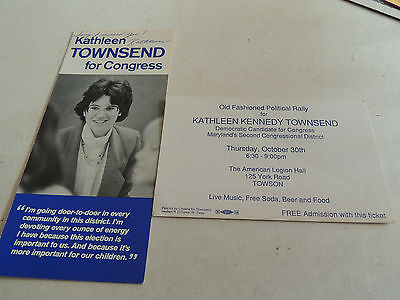 Kathleen
TOWNSEND
for Congress
"I'm going door-to-door in every
community in this district. I'm
devoting every ounce of energy
I have because this election is
important to us. And because it's
more important for our children."
Old Fashioned Political Rally
for
KATHLEEN KENNEDY TOWNSEND
Democratic Candidate for Congress
Maryland's Second Congressional District
Thursday, October 30th
6:30 - 9:00pm
The American Legion Hall
125 York Road
TOWSON
Live Music, Free Soda, Beer and Food
FREE Admission with this ticket